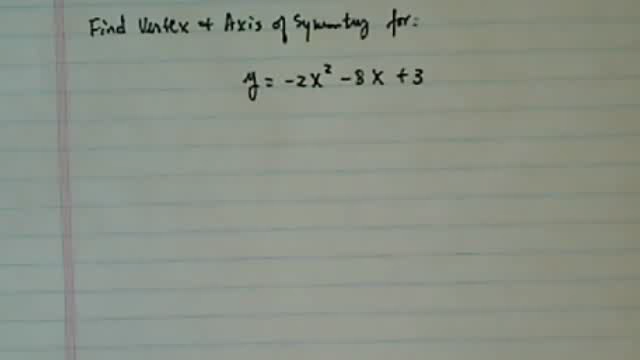 Find Vertex + Axis of Symmetry for:
y = -2x² - 8x + 3